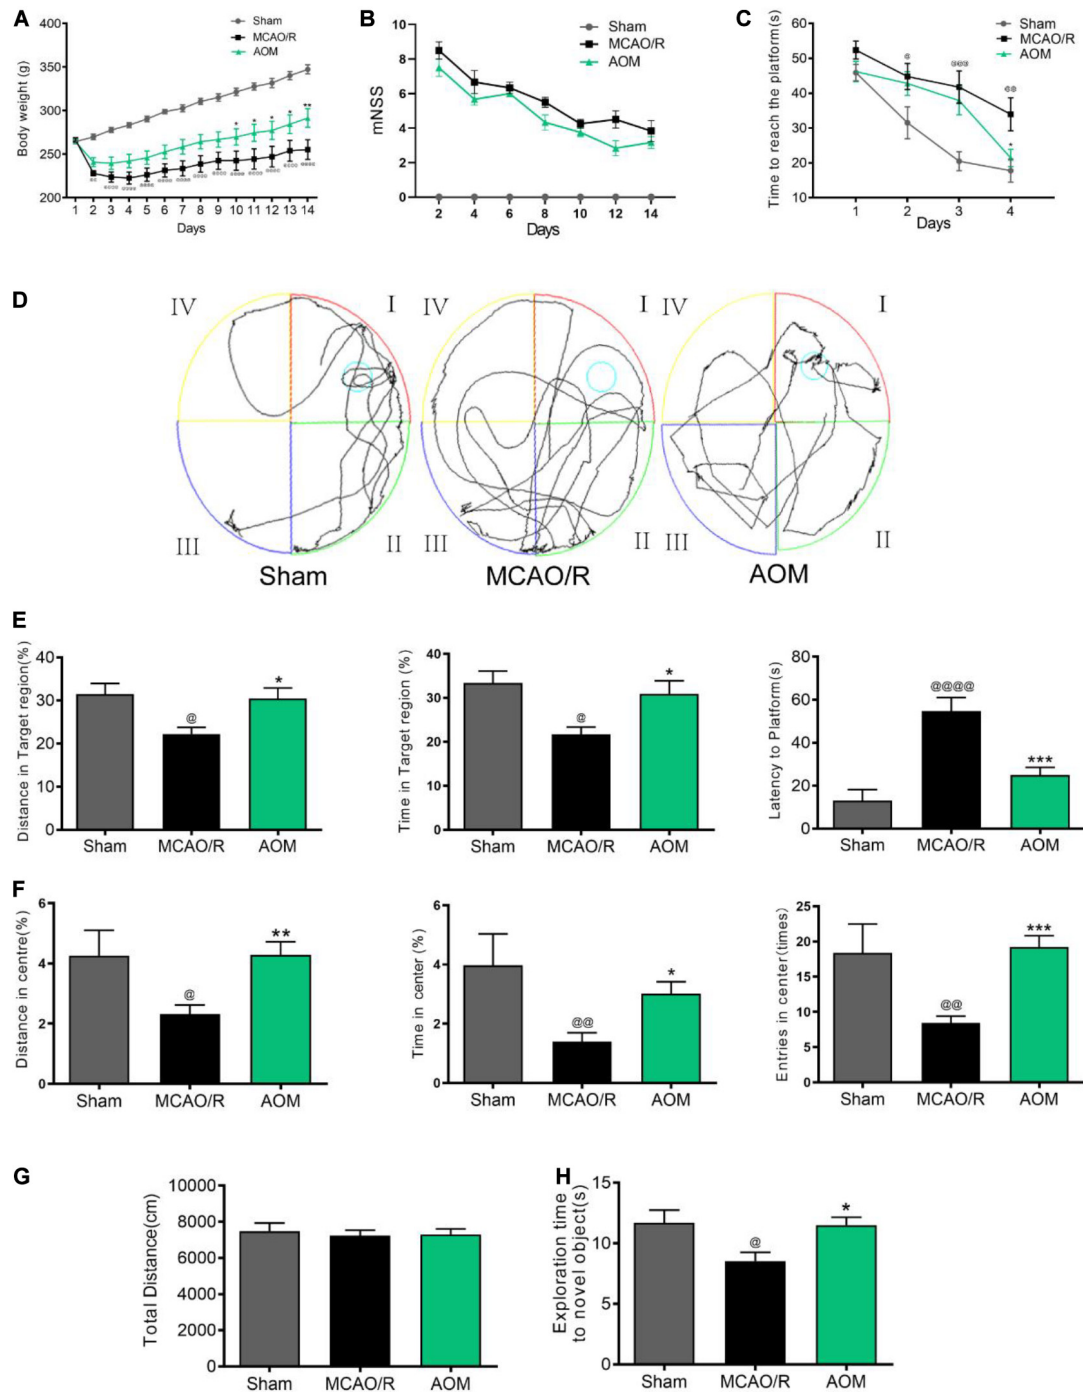 A
Body weight (g)
400
350
300
250
200
Sham
MCAO/R
AOM
* * * * **
@@ @@@@ @@@@ @@@@ @@@@ @@@@ @@@@ @@@@ @@@@ @@@@ @@@@ @@@@ @@@@
1 2 3 4 5 6 7 8 9 10 11 12 13 14
Days
B
mNSS
10
8
6
4
2
0
Sham
MCAO/R
AOM
2 4 6 8 10 12 14
Days
C
Time to reach the platform(s)
60
50
40
30
20
10
Sham
MCAO/R
AOM
@ @@@ @@
*
1 2 3 4
Days
D
IV I IV I IV I
III II III II III II
Sham MCAO/R AOM
E
Distance in Target region(%)
40
30
20
10
0
@ *
Sham MCAO/R AOM
Time in Target region (%)
40
30
20
10
0
@ *
Sham MCAO/R AOM
Latency to Platform(s)
80
60
40
20
0
@@@@ ***
Sham MCAO/R AOM
F
Distance in centre(%)
6
4
2
0
@ **
Sham MCAO/R AOM
Time in center (%)
6
4
2
0
@@ *
Sham MCAO/R AOM
Entries in center(times)
25
20
15
10
5
0
@@ ***
Sham MCAO/R AOM
G
Total Distance(cm)
10000
8000
6000
4000
2000
0
Sham MCAO/R AOM
H
Exploration time
to novel object(s)
15
10
5
0
@ *
Sham MCAO/R AOM